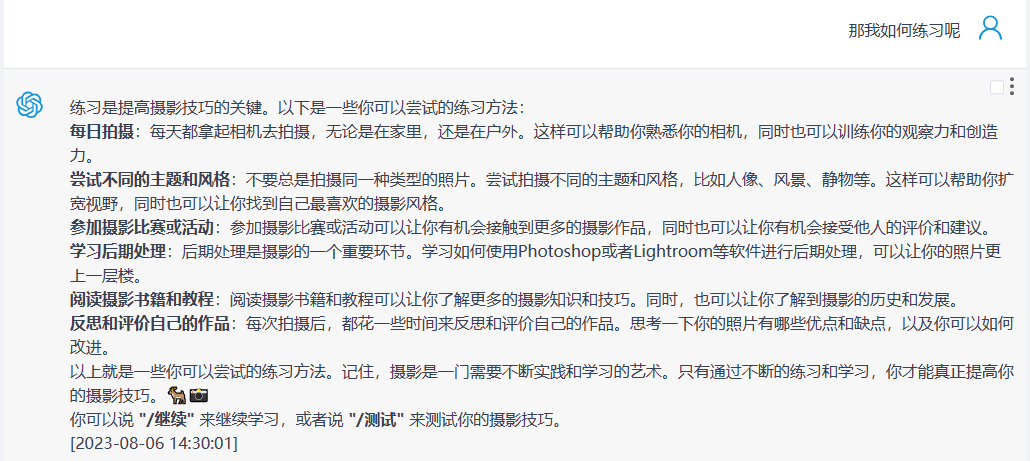 那我如何练习呢
练习是提高摄影技巧的关键。以下是一些你可以尝试的练习方法：
每日拍摄：每天都拿起相机去拍摄，无论是在家里，还是在户外。这样可以帮助你熟悉你的相机，同时也可以训练你的观察力和创造
力。
尝试不同的主题和风格：不要总是拍摄同一种类型的照片。尝试拍摄不同的主题和风格，比如人像、风景、静物等。这样可以帮助你扩
宽视野，同时也可以让你找到自己最喜欢的摄影风格。
参加摄影比赛或活动：参加摄影比赛或活动可以让你有机会接触到更多的摄影作品，同时也可以让你有机会接受他人的评价和建议。
学习后期处理：后期处理是摄影的一个重要环节。学习如何使用Photoshop或者Lightroom等软件进行后期处理，可以让你的照片更
上一层楼。
阅读摄影书籍和教程：阅读摄影书籍和教程可以让你了解更多的摄影知识和技巧。同时，也可以让你了解到摄影的历史和发展。
反思和评价自己的作品：每次拍摄后，都花一些时间来反思和评价自己的作品。思考一下你的照片有哪些优点和缺点，以及你可以如何
改进。
以上就是一些你可以尝试的练习方法。记住，摄影是一门需要不断实践和学习的艺术。只有通过不断的练习和学习，你才能真正提高你
的摄影技巧。🐕📸
你可以说 "/继续" 来继续学习，或者说 "/测试" 来测试你的摄影技巧。
[2023-08-06 14:30:01]